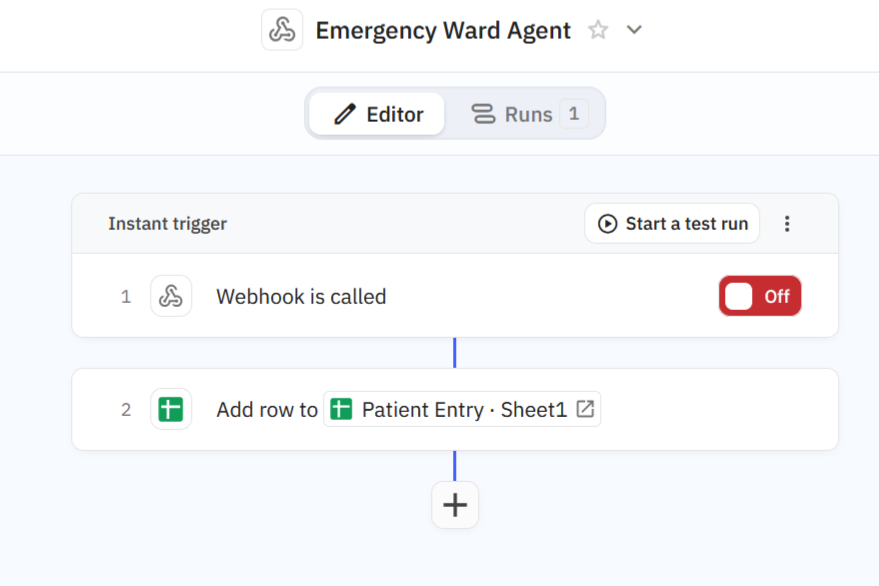 Emergency Ward Agent
Editor Runs 1
Instant trigger Start a test run
1 Webhook is called Off
2 Add row to Patient Entry · Sheet1